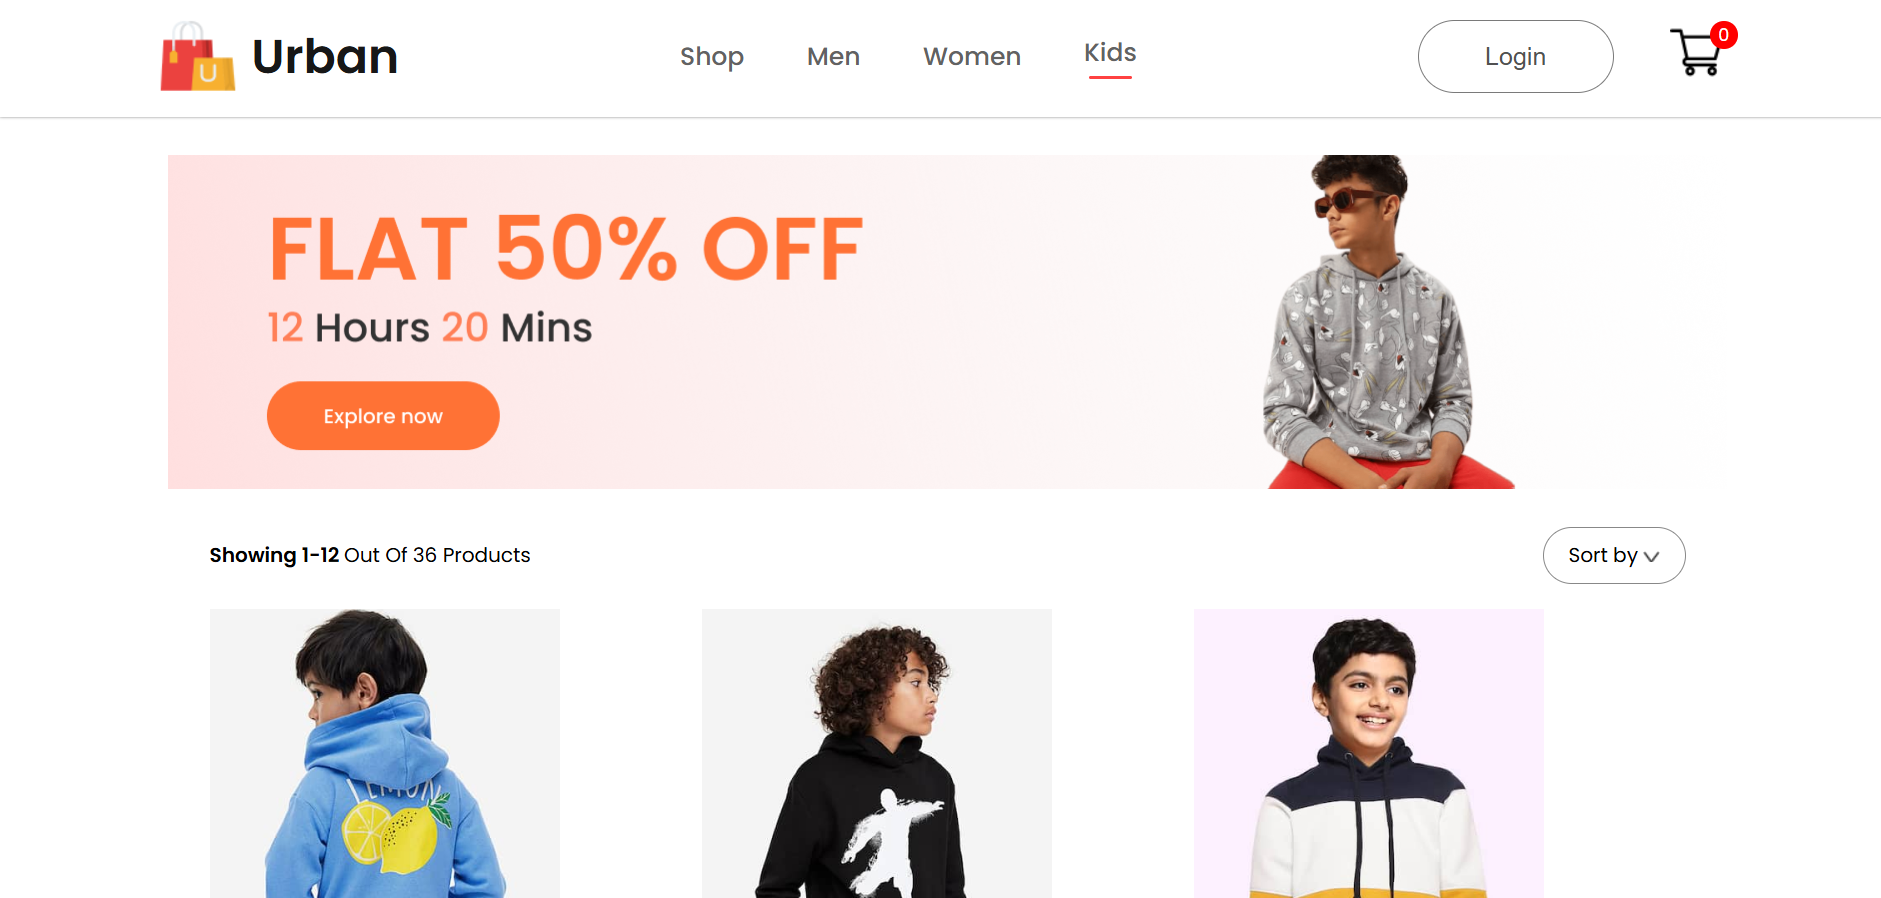 Urban
Shop Men Women Kids
Login
0
U
FLAT 50% OFF
12 Hours 20 Mins
Explore now
Showing 1-12 Out Of 36 Products
Sort by